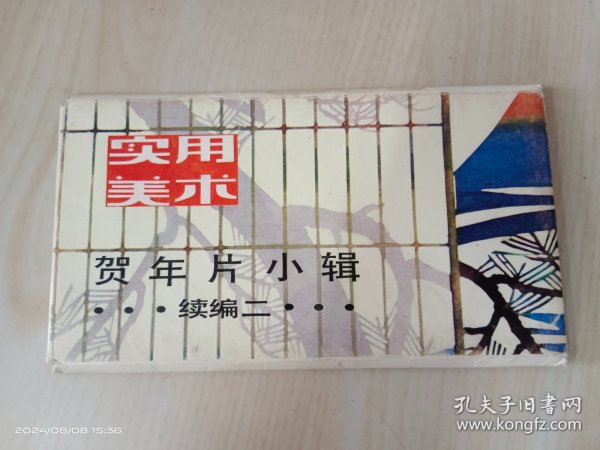 实用
美术
贺年片小辑
•••续编二•••
2024/08/08 15:36
孔夫子旧书网
www.kongfz.com